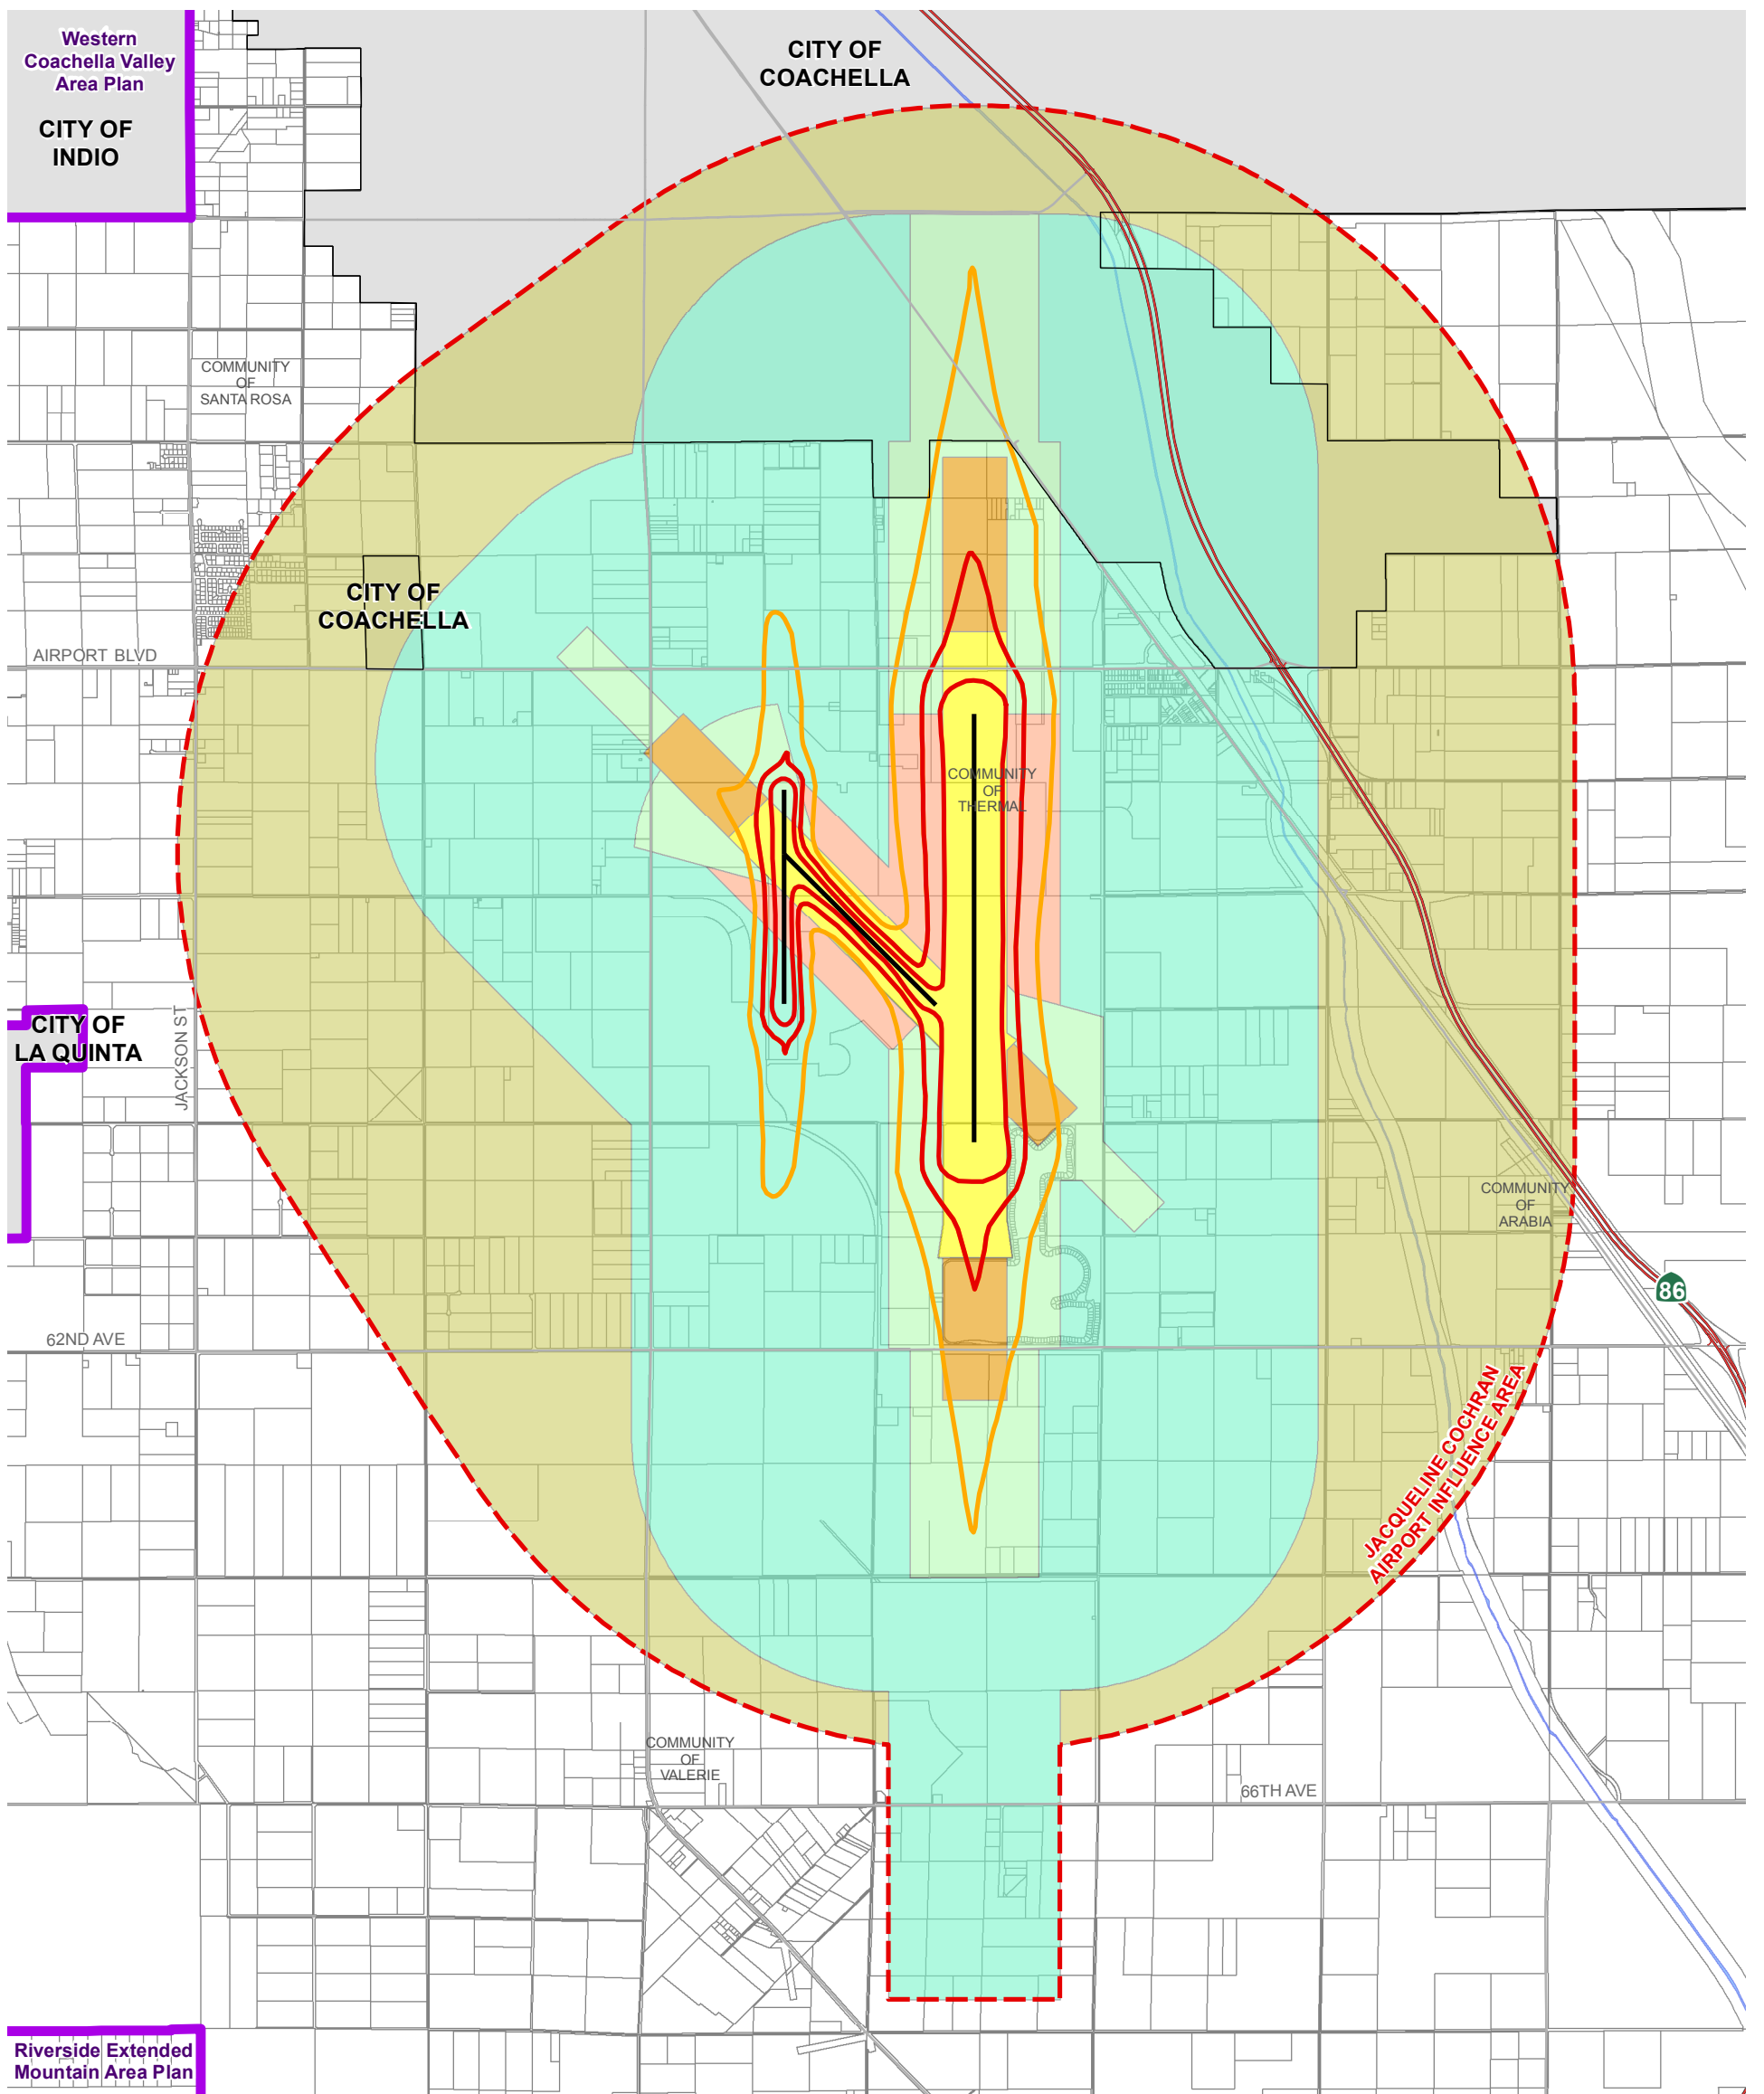 Western
Coachella Valley
Area Plan
CITY OF
INDIO
CITY OF
COACHELLA
COMMUNITY
OF
SANTA ROSA
CITY OF
COACHELLA
AIRPORT BLVD
COMMUNITY
OF
THERMAL
CITY OF
LA QUINTA
JACKSON ST
COMMUNITY
OF
ARABIA
86
62ND AVE
JACQUELINE COCHRAN
AIRPORT INFLUENCE AREA
COMMUNITY
OF
VALERIE
66TH AVE
Riverside Extended
Mountain Area Plan